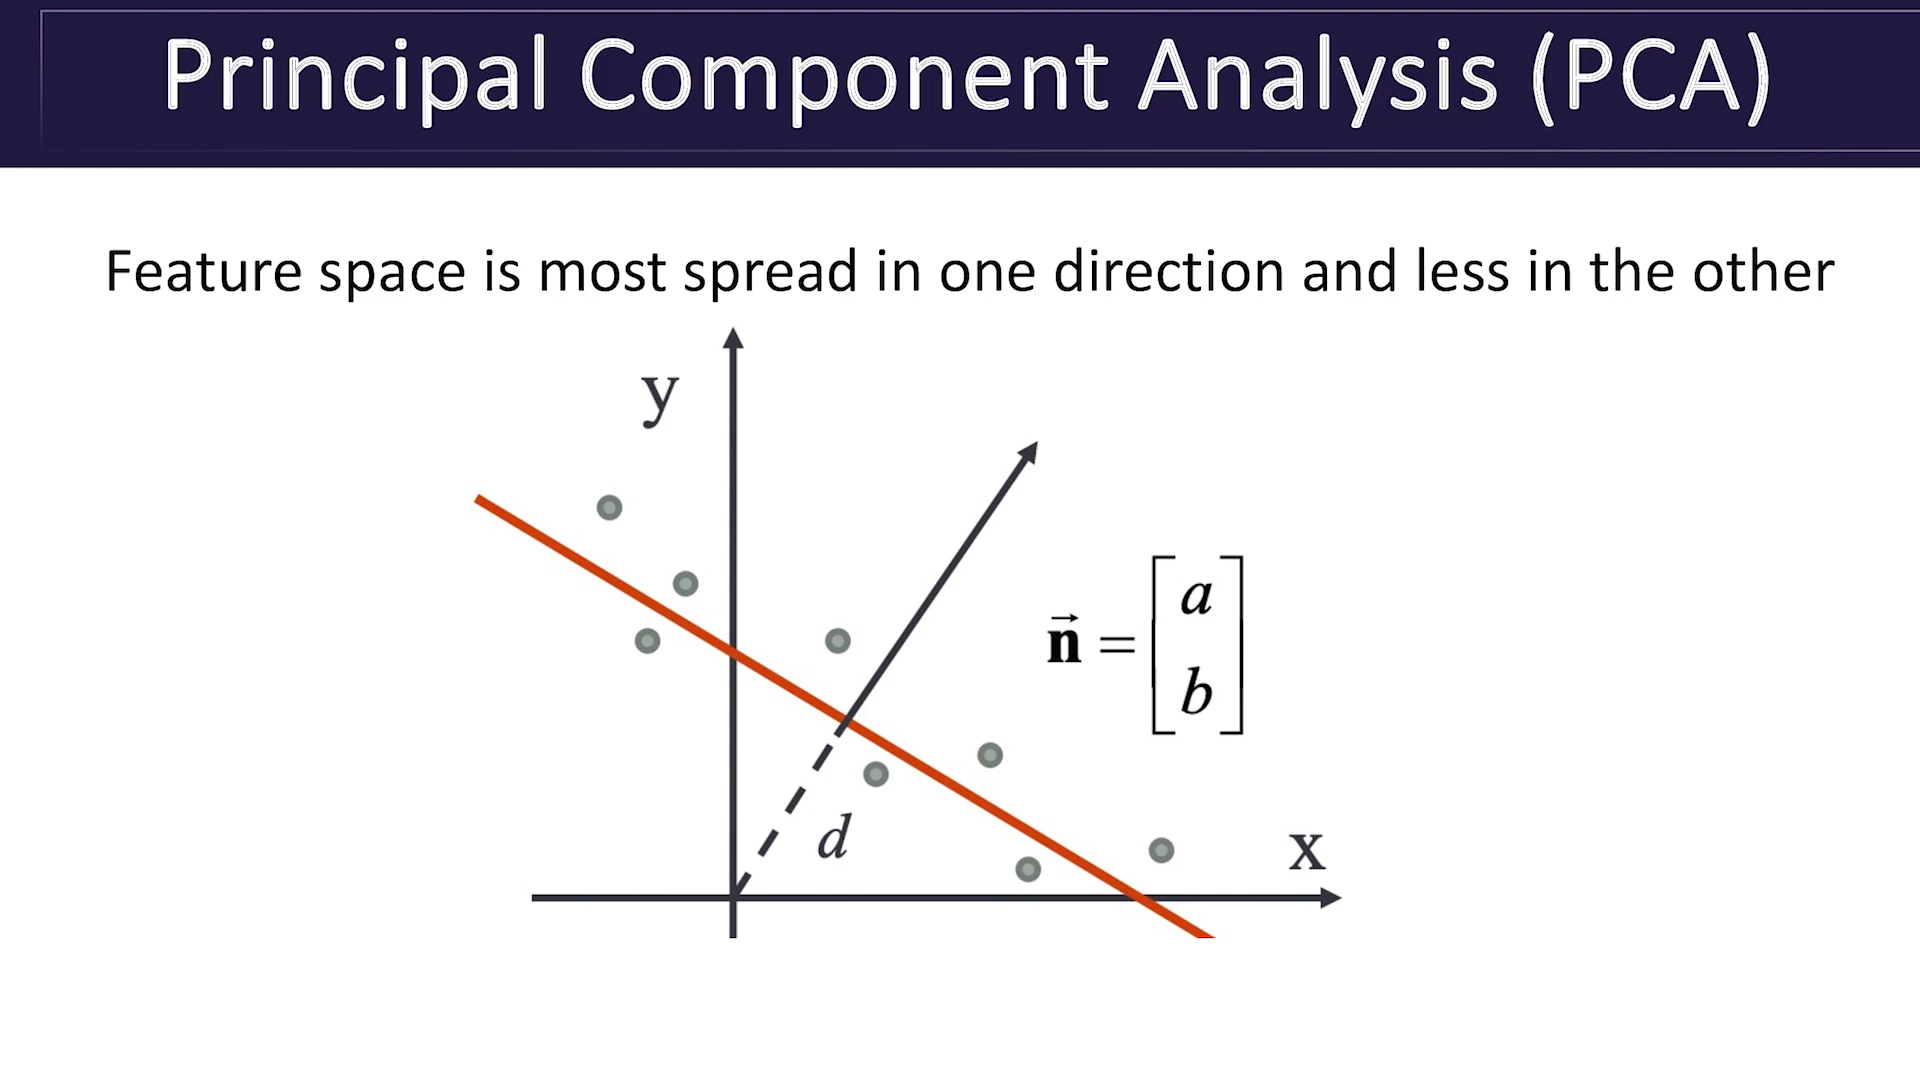 Principal Component Analysis (PCA)
Feature space is most spread in one direction and less in the other
y
n⃗ = [a
b]
d
x